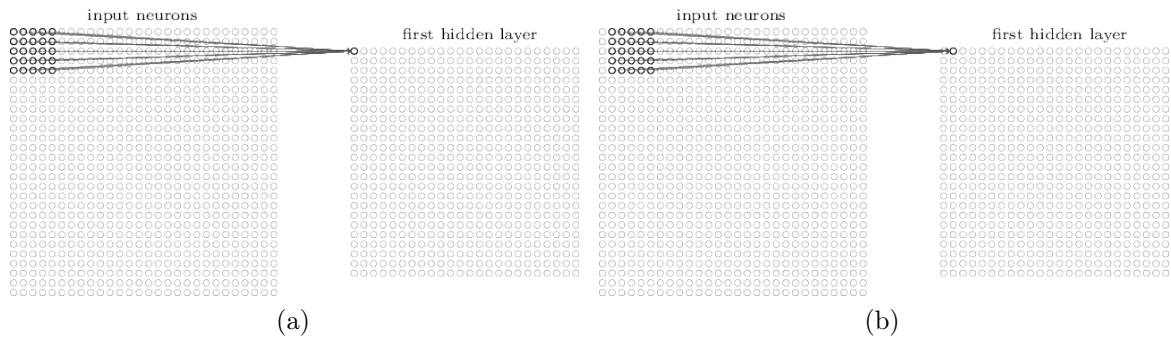 input neurons
first hidden layer
(a)
input neurons
first hidden layer
(b)